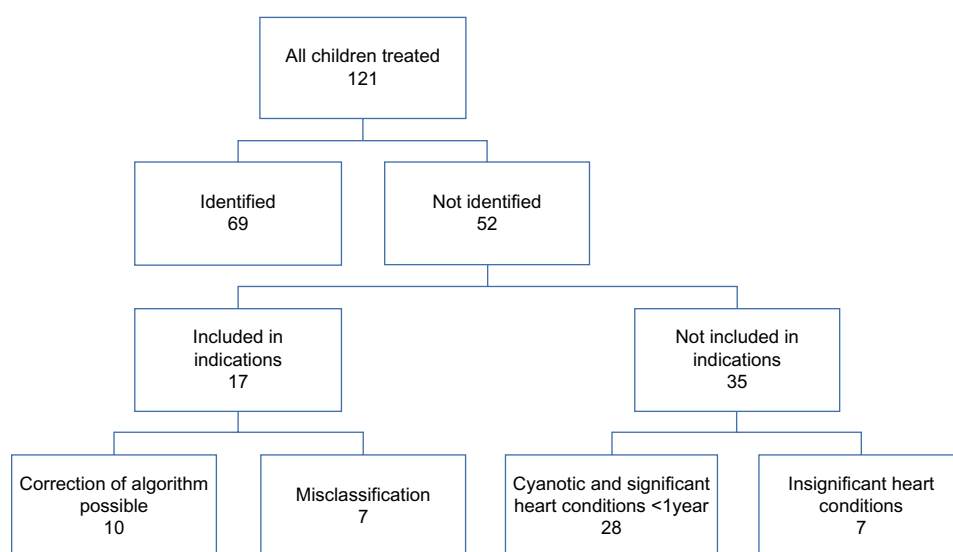 All children treated
121
Identified
69
Not identified
52
Included in
indications
17
Not included in
indications
35
Correction of algorithm
possible
10
Misclassification
7
Cyanotic and significant
heart conditions <1year
28
Insignificant heart
conditions
7